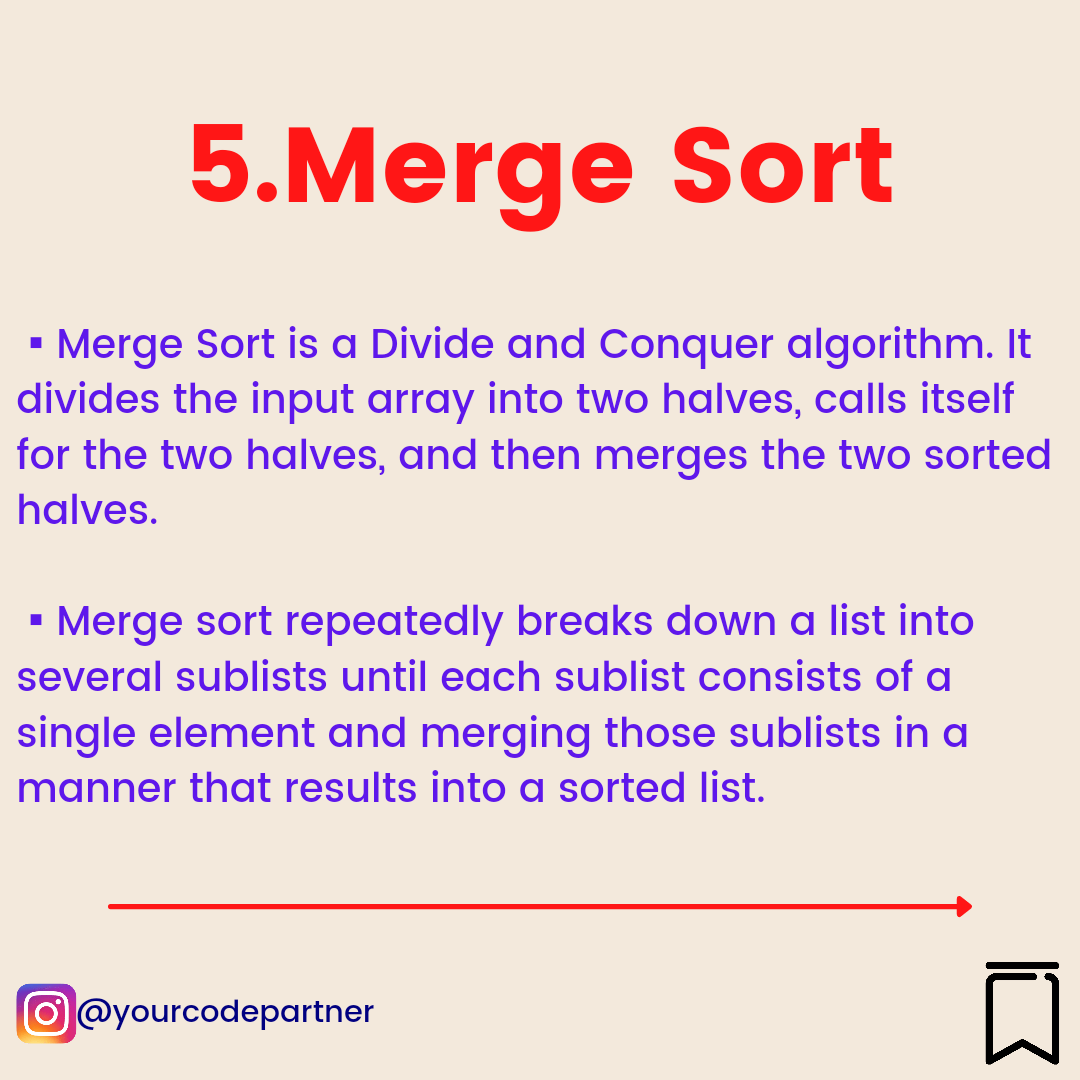 5.Merge Sort
▪ Merge Sort is a Divide and Conquer algorithm. It
divides the input array into two halves, calls itself
for the two halves, and then merges the two sorted
halves.
▪ Merge sort repeatedly breaks down a list into
several sublists until each sublist consists of a
single element and merging those sublists in a
manner that results into a sorted list.
@yourcodepartner